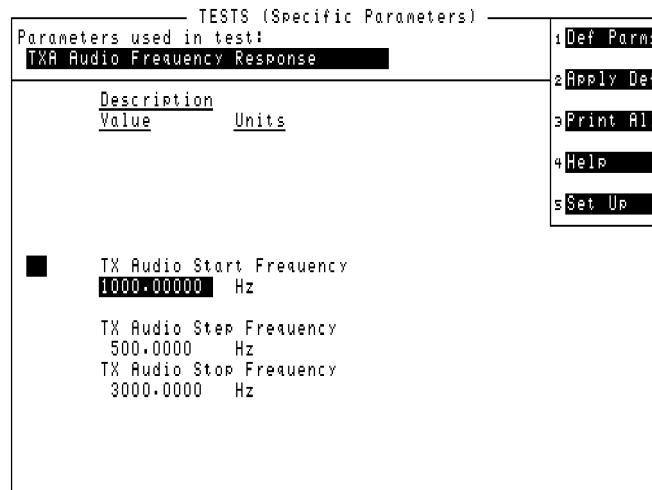 TESTS (Specific Parameters)
Parameters used in test:
TXA Audio Frequency Response
Description
Value Units
TX Audio Start Frequency
1000.00000 Hz
TX Audio Step Frequency
500.0000 Hz
TX Audio Stop Frequency
3000.0000 Hz
1 Def Parms
2 Apply De
3 Print Al
4 Help
5 Set Up